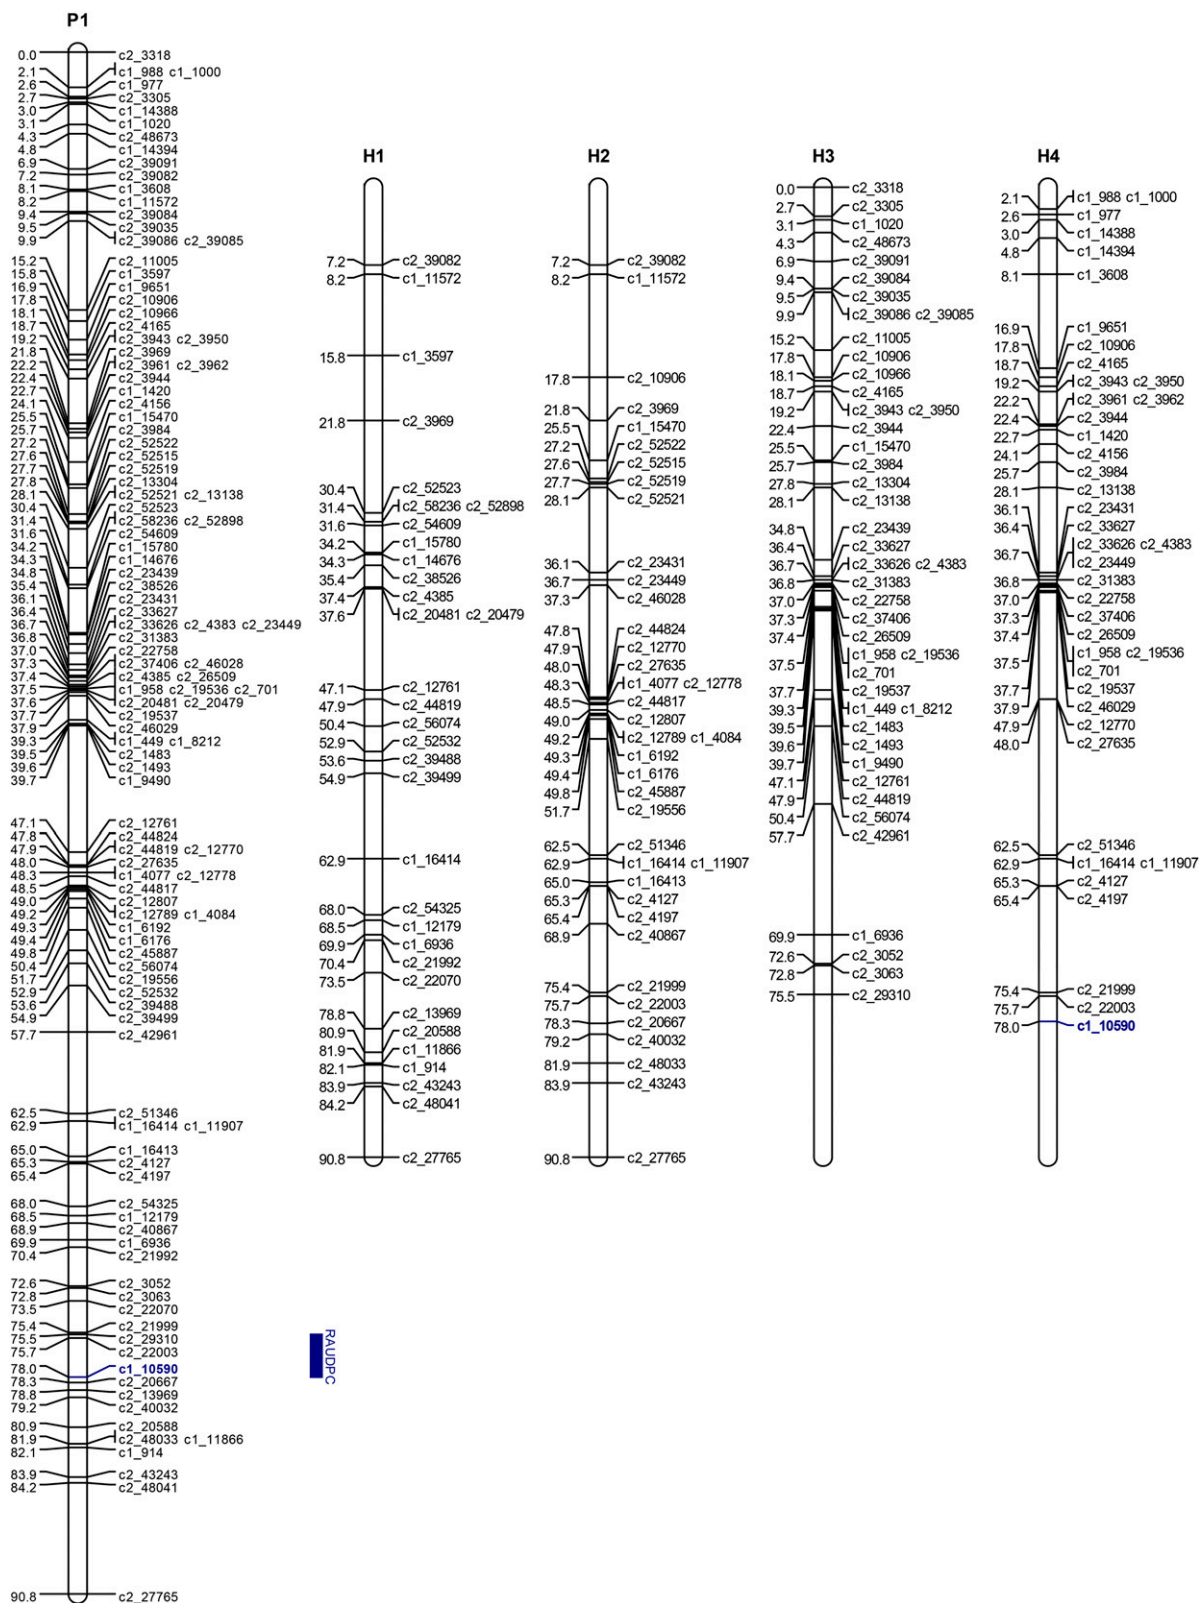 P1
0.0 c2_3318
2.1 c1_988 c1_1000
2.6 c1_977
2.7 c2_3305
3.0 c1_14388
3.1 c1_1020
4.3 c2_48673
4.8 c1_14394
6.9 c2_39091
7.2 c2_39082
8.1 c1_3608
8.2 c1_11572
9.4 c2_39084
9.5 c2_39035
9.9 c2_39086 c2_39085
15.2 c2_11005
15.8 c1_3597
16.9 c1_9651
17.8 c2_10906
18.1 c2_10966
18.7 c2_4165
19.2 c2_3943 c2_3950
21.8 c2_3969
22.2 c2_3961 c2_3962
22.4 c2_3944
22.7 c1_1420
24.1 c2_4156
25.5 c1_15470
25.7 c2_3984
27.2 c2_52522
27.6 c2_52515
27.7 c2_52519
27.8 c2_13304
28.1 c2_52521 c2_13138
30.4 c2_52523
31.4 c2_58236 c2_52898
31.6 c2_54609
34.2 c1_15780
34.3 c1_14676
34.8 c2_23439
35.4 c2_38526
36.1 c2_23431
36.4 c2_33627
36.7 c2_33626 c2_4383 c2_23449
36.8 c2_31383
37.0 c2_22758
37.3 c2_37406 c2_46028
37.4 c2_4385 c2_26509
37.5 c1_958 c2_19536 c2_701
37.6 c2_20481 c2_20479
37.7 c2_19537
37.9 c2_46029
39.3 c1_449 c1_8212
39.5 c2_1483
39.6 c2_1493
39.7 c1_9490
47.1 c2_12761
47.8 c2_44824
47.9 c2_44819 c2_12770
48.0 c2_27635
48.3 c1_4077 c2_12778
48.5 c2_44817
49.0 c2_12807
49.2 c2_12789 c1_4084
49.3 c1_6192
49.4 c1_6176
49.8 c2_45887
50.4 c2_56074
51.7 c2_19556
52.9 c2_52532
53.6 c2_39488
54.9 c2_39499
57.7 c2_42961
62.5 c2_51346
62.9 c1_16414 c1_11907
65.0 c1_16413
65.3 c2_4127
65.4 c2_4197
68.0 c2_54325
68.5 c1_12179
68.9 c2_40867
69.9 c1_6936
70.4 c2_21992
72.6 c2_3052
72.8 c2_3063
73.5 c2_22070
75.4 c2_21999
75.5 c2_29310
75.7 c2_22003
78.0 c1_10590
78.3 c2_20667
78.8 c2_13969
79.2 c2_40032
80.9 c2_20588
81.9 c2_48033 c1_11866
82.1 c1_914
83.9 c2_43243
84.2 c2_48041
90.8 c2_27765
RAUDPC
H1
7.2 c2_39082
8.2 c1_11572
15.8 c1_3597
21.8 c2_3969
30.4 c2_52523
31.4 c2_58236 c2_52898
31.6 c2_54609
34.2 c1_15780
34.3 c1_14676
35.4 c2_38526
37.4 c2_4385
37.6 c2_20481 c2_20479
47.1 c2_12761
47.9 c2_44819
50.4 c2_56074
52.9 c2_52532
53.6 c2_39488
54.9 c2_39499
62.9 c1_16414
68.0 c2_54325
68.5 c1_12179
69.9 c1_6936
70.4 c2_21992
73.5 c2_22070
78.8 c2_13969
80.9 c2_20588
81.9 c1_11866
82.1 c1_914
83.9 c2_43243
84.2 c2_48041
90.8 c2_27765
H2
7.2 c2_39082
8.2 c1_11572
17.8 c2_10906
21.8 c2_3969
25.5 c1_15470
27.2 c2_52522
27.6 c2_52515
27.7 c2_52519
28.1 c2_52521
36.1 c2_23431
36.7 c2_23449
37.3 c2_46028
47.8 c2_44824
47.9 c2_12770
48.0 c2_27635
48.3 c1_4077 c2_12778
48.5 c2_44817
49.0 c2_12807
49.2 c2_12789 c1_4084
49.3 c1_6192
49.4 c1_6176
49.8 c2_45887
51.7 c2_19556
62.5 c2_51346
62.9 c1_16414 c1_11907
65.0 c1_16413
65.3 c2_4127
65.4 c2_4197
68.9 c2_40867
75.4 c2_21999
75.7 c2_22003
78.3 c2_20667
79.2 c2_40032
81.9 c2_48033
83.9 c2_43243
90.8 c2_27765
H3
0.0 c2_3318
2.7 c2_3305
3.1 c1_1020
4.3 c2_48673
6.9 c2_39091
9.4 c2_39084
9.5 c2_39035
9.9 c2_39086 c2_39085
15.2 c2_11005
17.8 c2_10906
18.1 c2_10966
18.7 c2_4165
19.2 c2_3943 c2_3950
22.4 c2_3944
25.5 c1_15470
25.7 c2_3984
27.8 c2_13304
28.1 c2_13138
34.8 c2_23439
36.4 c2_33627
36.7 c2_33626 c2_4383
36.8 c2_31383
37.0 c2_22758
37.3 c2_37406
37.4 c2_26509
37.5 c1_958 c2_19536
c2_701
37.7 c2_19537
39.3 c1_449 c1_8212
39.5 c2_1483
39.6 c2_1493
39.7 c1_9490
47.1 c2_12761
47.9 c2_44819
50.4 c2_56074
57.7 c2_42961
69.9 c1_6936
72.6 c2_3052
72.8 c2_3063
75.5 c2_29310
H4
2.1 c1_988 c1_1000
2.6 c1_977
3.0 c1_14388
4.8 c1_14394
8.1 c1_3608
16.9 c1_9651
17.8 c2_10906
18.7 c2_4165
19.2 c2_3943 c2_3950
22.2 c2_3961 c2_3962
22.4 c2_3944
22.7 c1_1420
24.1 c2_4156
25.7 c2_3984
28.1 c2_13138
36.1 c2_23431
36.4 c2_33627
36.7 c2_33626 c2_4383
c2_23449
36.8 c2_31383
37.0 c2_22758
37.3 c2_37406
37.4 c2_26509
37.5 c1_958 c2_19536
c2_701
37.7 c2_19537
37.9 c2_46029
47.9 c2_12770
48.0 c2_27635
62.5 c2_51346
62.9 c1_16414 c1_11907
65.3 c2_4127
65.4 c2_4197
75.4 c2_21999
75.7 c2_22003
78.0 c1_10590